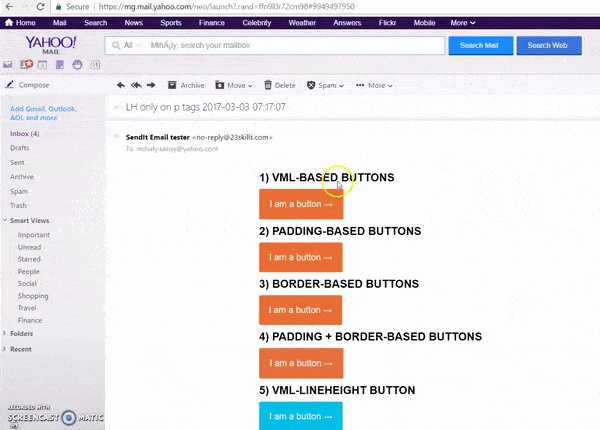 Secure
https://mg.mail.yahoo.com/neo/launch?.rand=ffn9l0r72cm98#9949497950
Home Mail Search News Sports Finance Celebrity Weather Answers Flickr Mobile More
YAHOO!
MAIL
All
MihÃ¡ly, search your mailbox
Search Mail
Search Web
Compose
Archive Move Delete Spam More
Add Gmail, Outlook,
AOL and more
LH only on p tags 2017-03-03 07:17:07
Inbox (4)
Drafts
Sent
Archive
Spam
Trash
Smart Views
Important
Unread
Starred
People
Social
Shopping
Travel
Finance
Folders
Recent
SendIt Email tester <no-reply@23skills.com>
To mihaly.saroy@yahoo.com
1) VML-BASED BUTTONS
I am a button →
2) PADDING-BASED BUTTONS
I am a button →
3) BORDER-BASED BUTTONS
I am a button →
4) PADDING + BORDER-BASED BUTTONS
I am a button →
5) VML-LINEHEIGHT BUTTON
I am a button →
RECORDED WITH
SCREENCAST MATIC